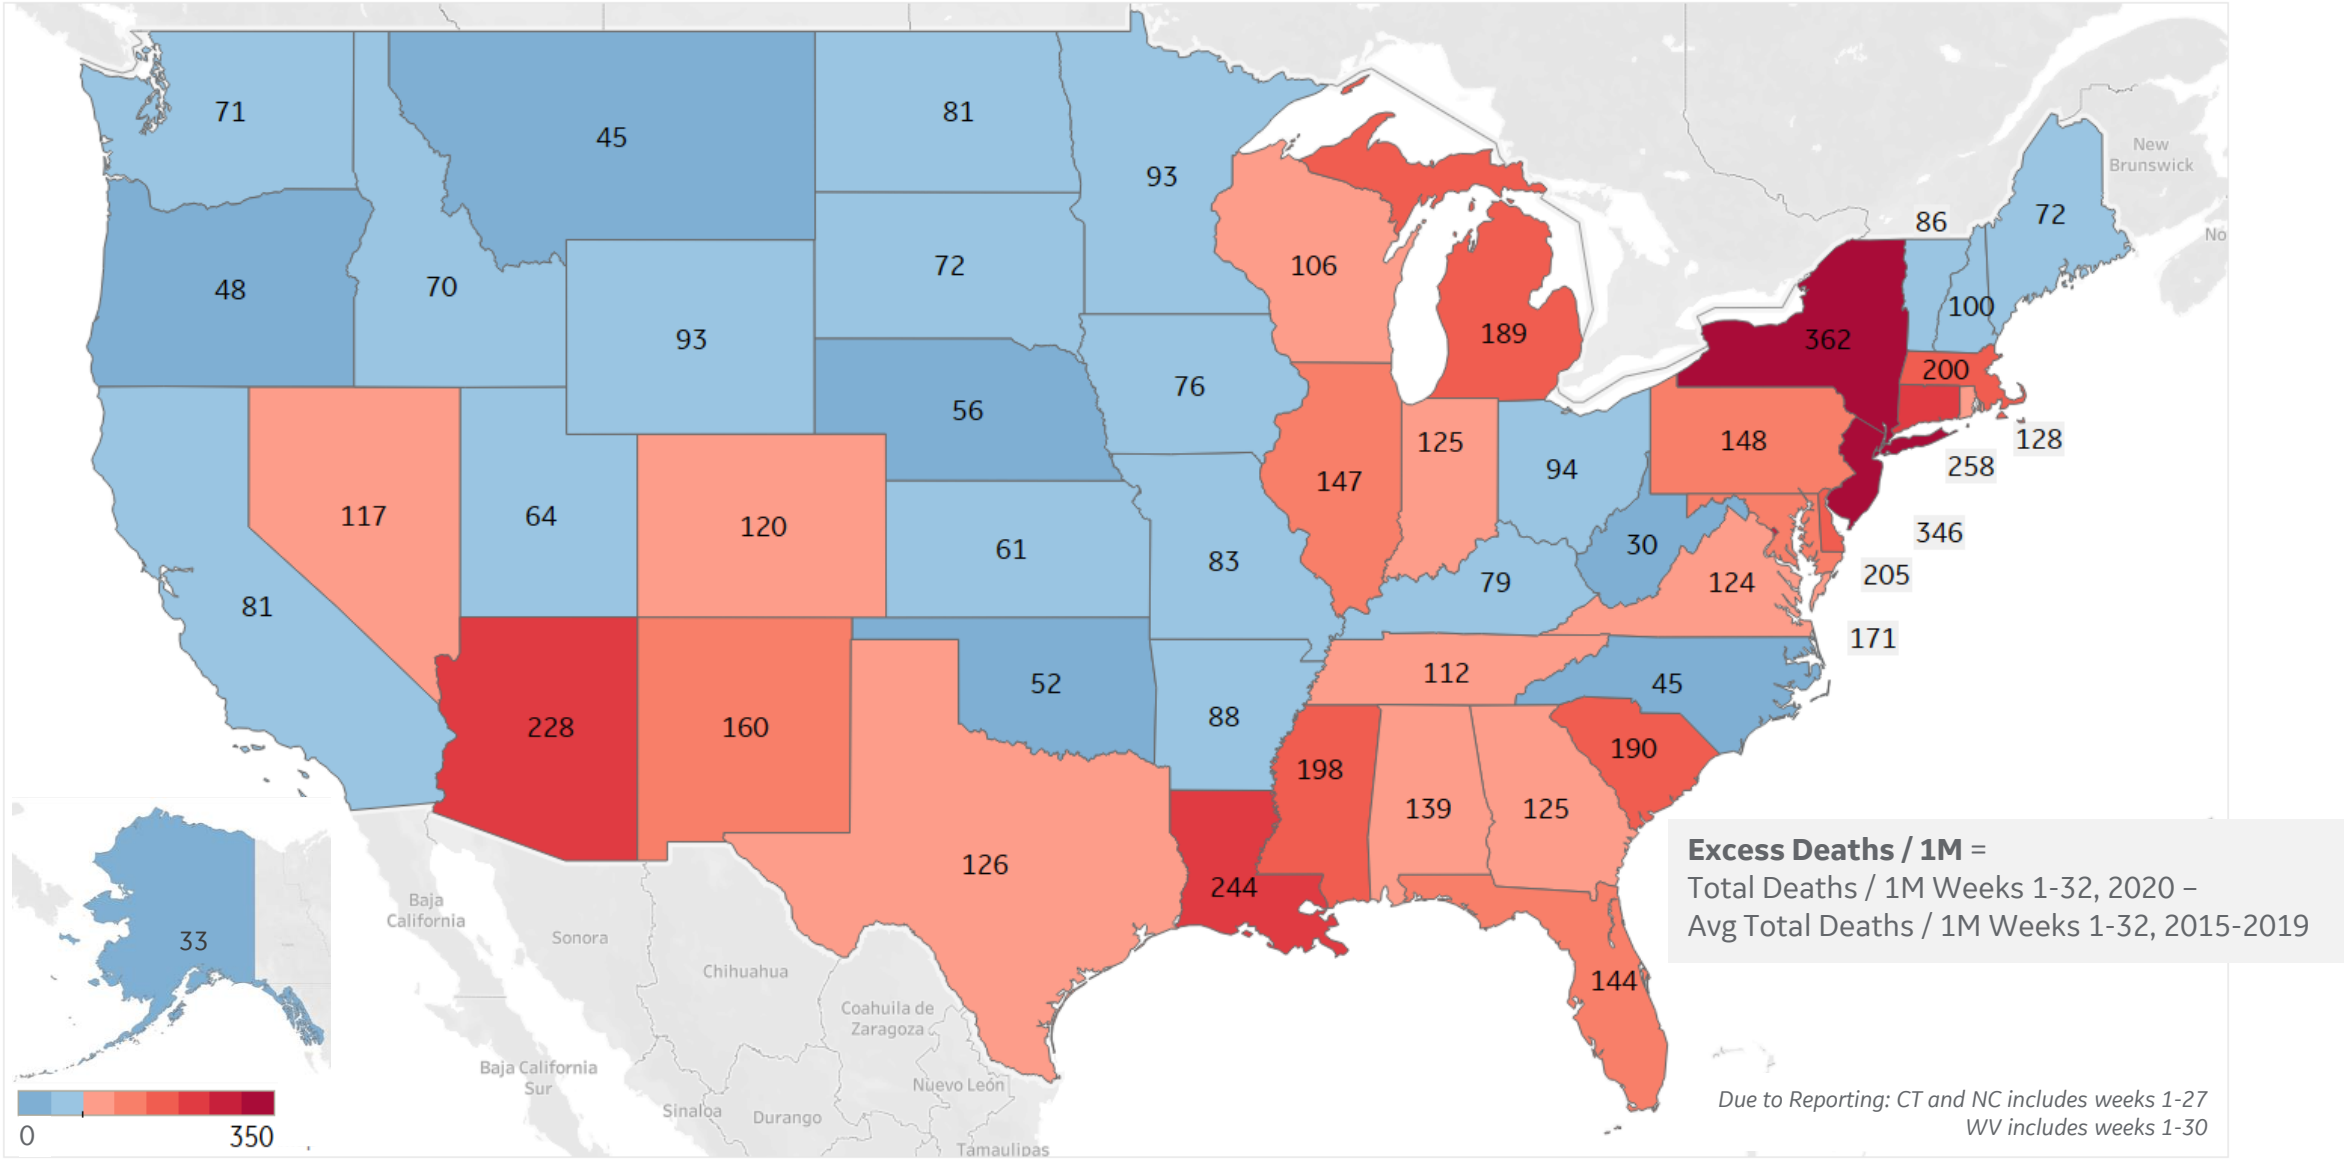 71
45
81
93
86
72
New
Brunswick
No
48
70
93
72
106
189
362
100
200
76
56
128
258
117
64
120
61
83
147
125
94
148
346
81
30
79
124
205
171
228
160
52
88
112
45
198
139
125
190
126
244
144
33
Baja
California
Sonora
Chihuahua
Coahuila de
Zaragoza
Baja California
Sur
Sinaloa
Durango
Nuevo León
Tamaulipas
Excess Deaths / 1M =
Total Deaths / 1M Weeks 1-32, 2020 –
Avg Total Deaths / 1M Weeks 1-32, 2015-2019
0
350
Due to Reporting: CT and NC includes weeks 1-27
WV includes weeks 1-30